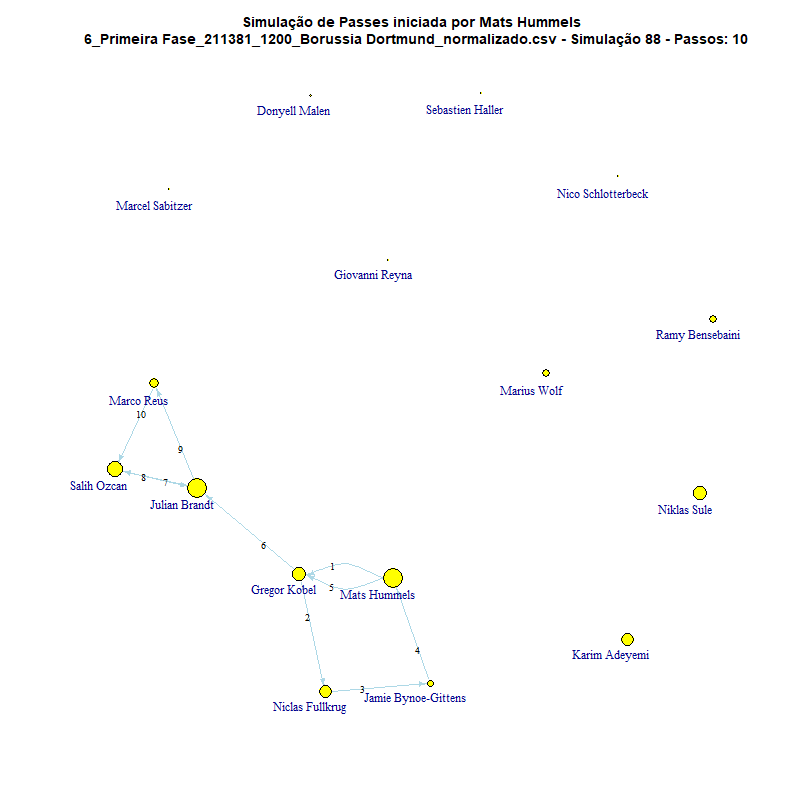 Simulação de Passes iniciada por Mats Hummels
6_Primeira Fase_211381_1200_Borussia Dortmund_normalizado.csv - Simulação 88 - Passos: 10
Donyell Malen
Sebastien Haller
Marcel Sabitzer
Nico Schlotterbeck
Giovanni Reyna
Ramy Bensebaini
Marius Wolf
Marco Reus
10
9
8
7
Salih Ozcan
Julian Brandt
Niklas Sule
6
1
5
Gregor Kobel
Mats Hummels
2
4
Karim Adeyemi
3
Jamie Bynoe-Gittens
Niclas Fullkrug